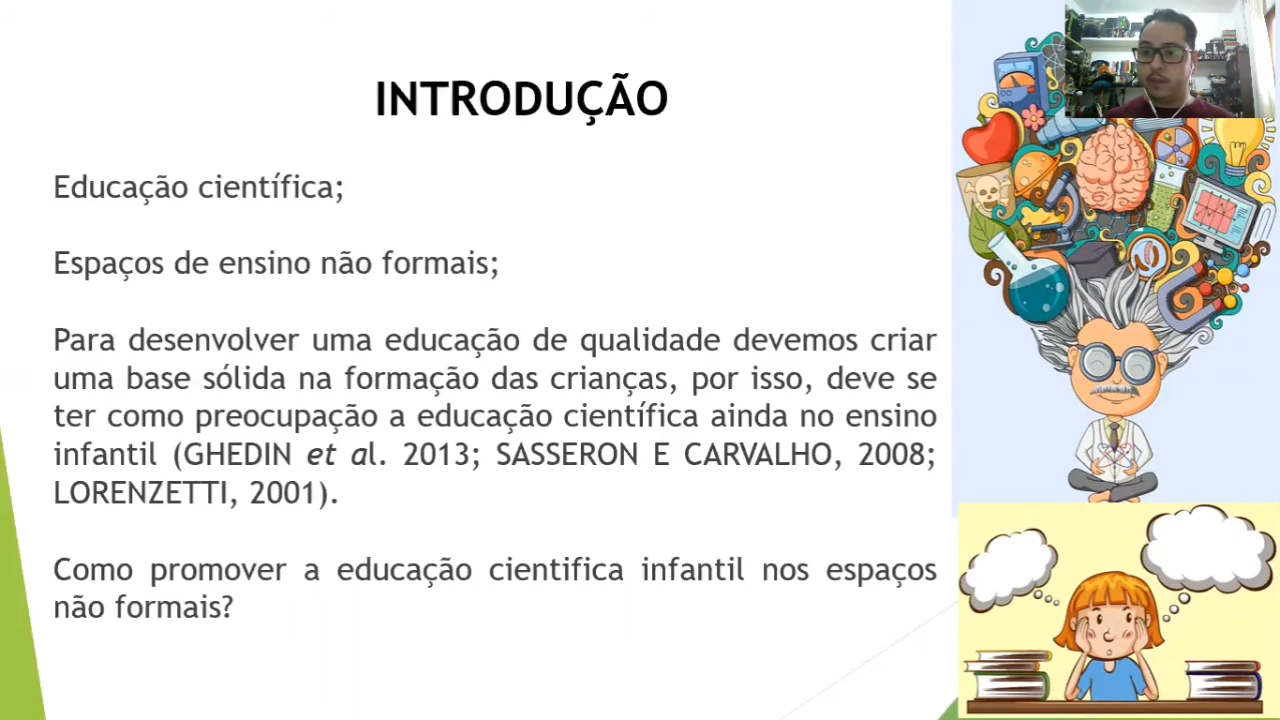 INTRODUÇÃO
Educação científica;
Espaços de ensino não formais;
Para desenvolver uma educação de qualidade devemos criar
uma base sólida na formação das crianças, por isso, deve se
ter como preocupação a educação científica ainda no ensino
infantil (GHEDIN et al. 2013; SASSERON E CARVALHO, 2008;
LORENZETTI, 2001).
Como promover a educação cientifica infantil nos espaços
não formais?